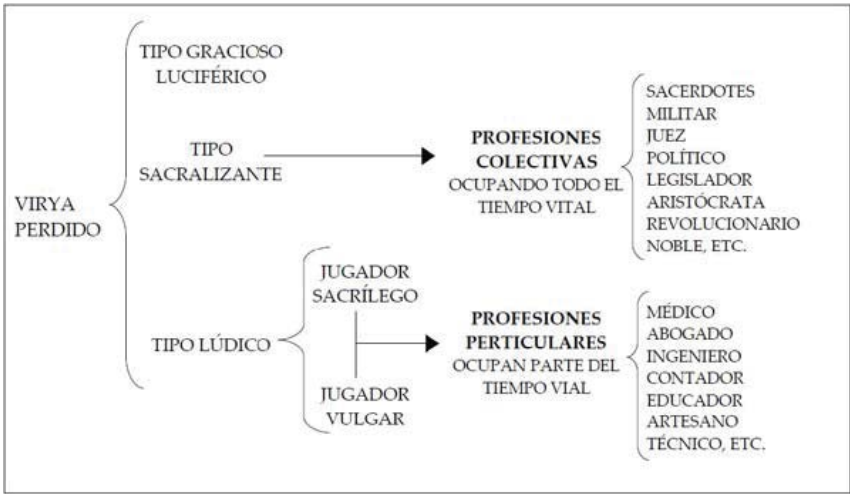 VIRYA
PERDIDO
TIPO GRACIOSO
LUCIFÉRICO
TIPO
SACRALIZANTE
PROFESIONES
COLECTIVAS
OCUPANDO TODO EL
TIEMPO VITAL
SACERDOTES
MILITAR
JUEZ
POLÍTICO
LEGISLADOR
ARISTÓCRATA
REVOLUCIONARIO
NOBLE, ETC.
TIPO LÚDICO
JUGADOR
SACRÍLEGO
JUGADOR
VULGAR
PROFESIONES
PERTICULARES
OCUPAN PARTE DEL
TIEMPO VIAL
MÉDICO
ABOGADO
INGENIERO
CONTADOR
EDUCADOR
ARTESANO
TÉCNICO, ETC.